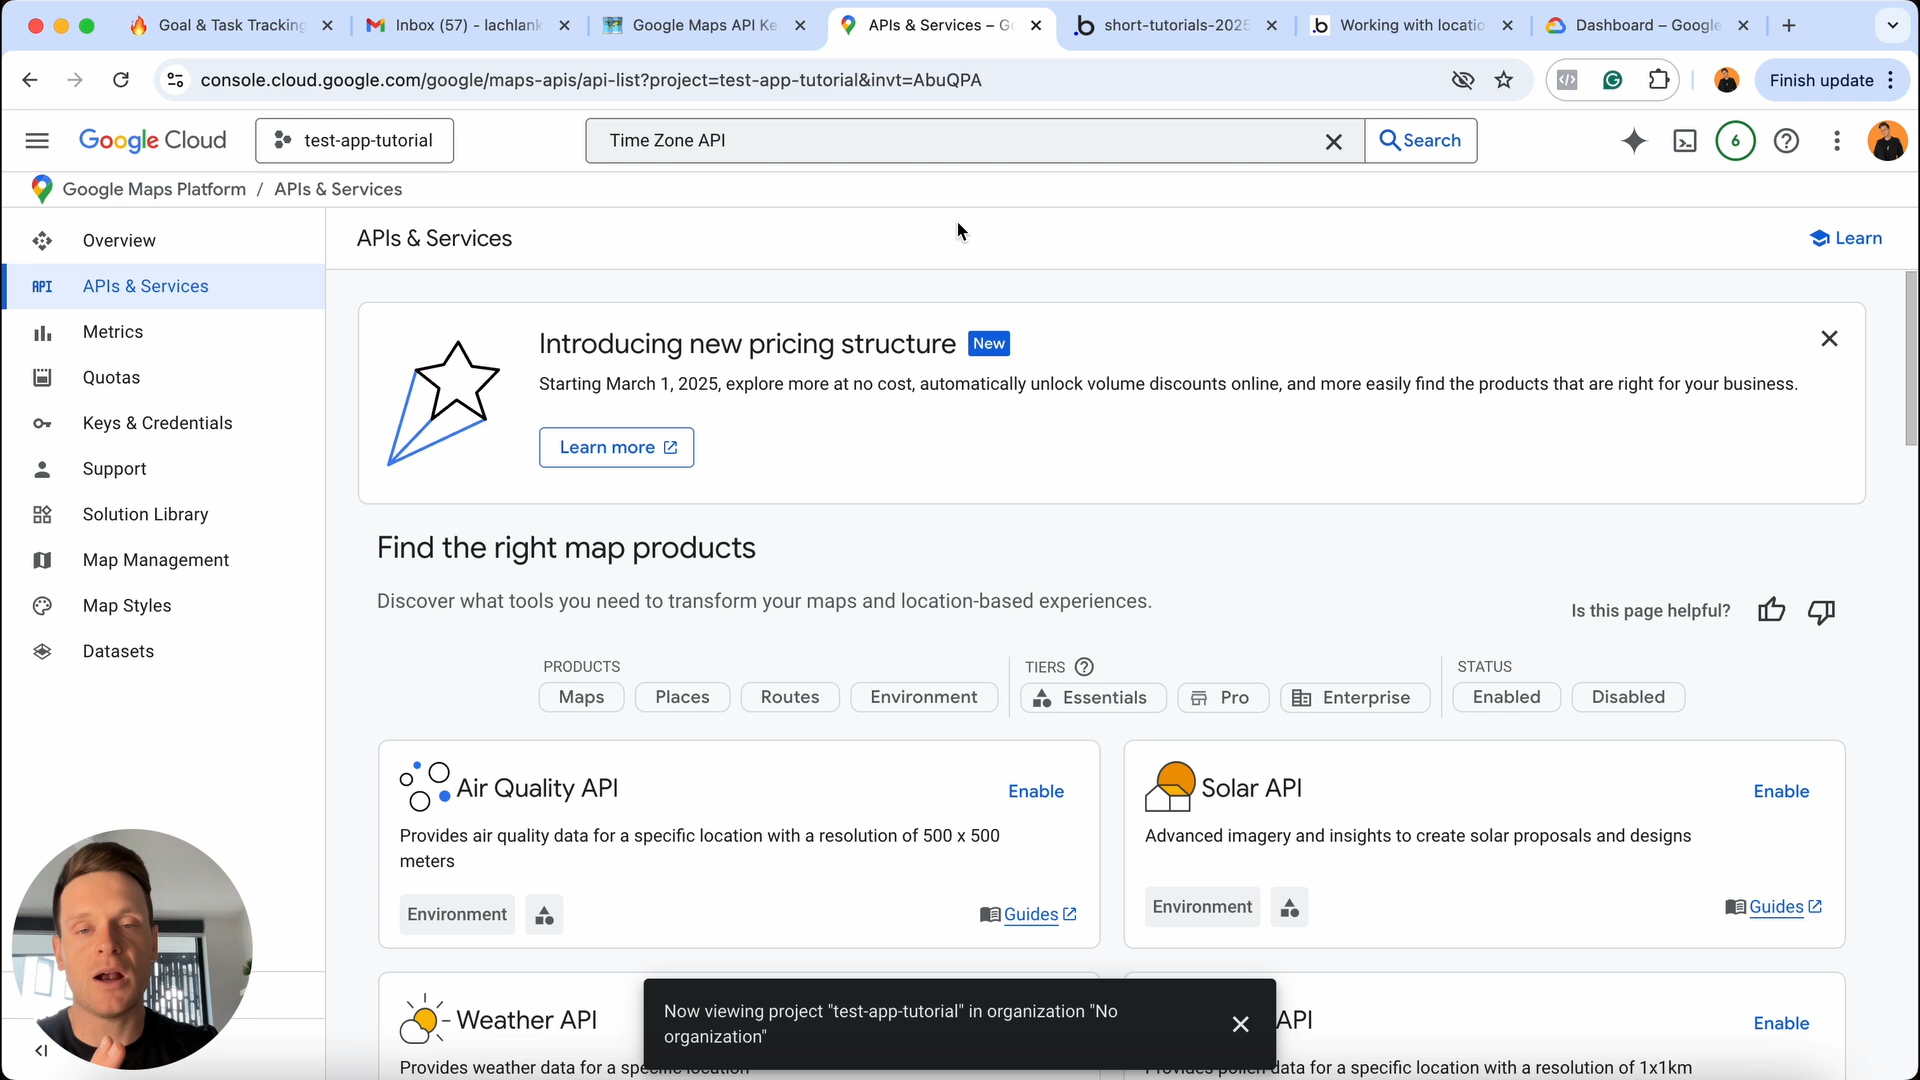 Goal & Task Tracking
Inbox (57) - lachlank
Google Maps API Ke
APIs & Services – Go
short-tutorials-2025
Working with locatio
Dashboard – Google
console.cloud.google.com/google/maps-apis/api-list?project=test-app-tutorial&invt=AbuQPA
Finish update
Google Cloud
test-app-tutorial
Time Zone API
Search
6
Google Maps Platform / APIs & Services
Overview
API APIs & Services
Metrics
Quotas
Keys & Credentials
Support
Solution Library
Map Management
Map Styles
Datasets
APIs & Services
Learn
Introducing new pricing structure New
Starting March 1, 2025, explore more at no cost, automatically unlock volume discounts online, and more easily find the products that are right for your business.
Learn more
Find the right map products
Discover what tools you need to transform your maps and location-based experiences.
Is this page helpful?
PRODUCTS
Maps
Places
Routes
Environment
TIERS
Essentials
Pro
Enterprise
STATUS
Enabled
Disabled
Air Quality API
Enable
Provides air quality data for a specific location with a resolution of 500 x 500
meters
Environment
Guides
Solar API
Enable
Advanced imagery and insights to create solar proposals and designs
Environment
Guides
Weather API
Provides weather data for a specific location
API
Enable
Provides pollen data for a specific location with a resolution of 1x1km
Now viewing project "test-app-tutorial" in organization "No
organization"